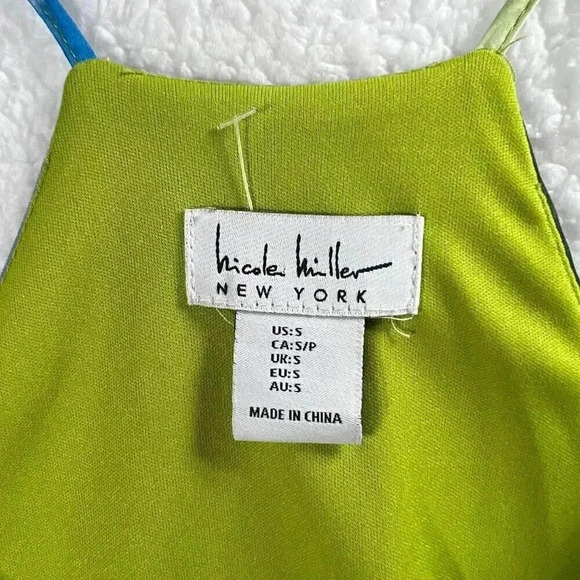 Nicole Miller
NEW YORK
US:S
CA:S/P
UK:S
EU:S
AU:S
MADE IN CHINA